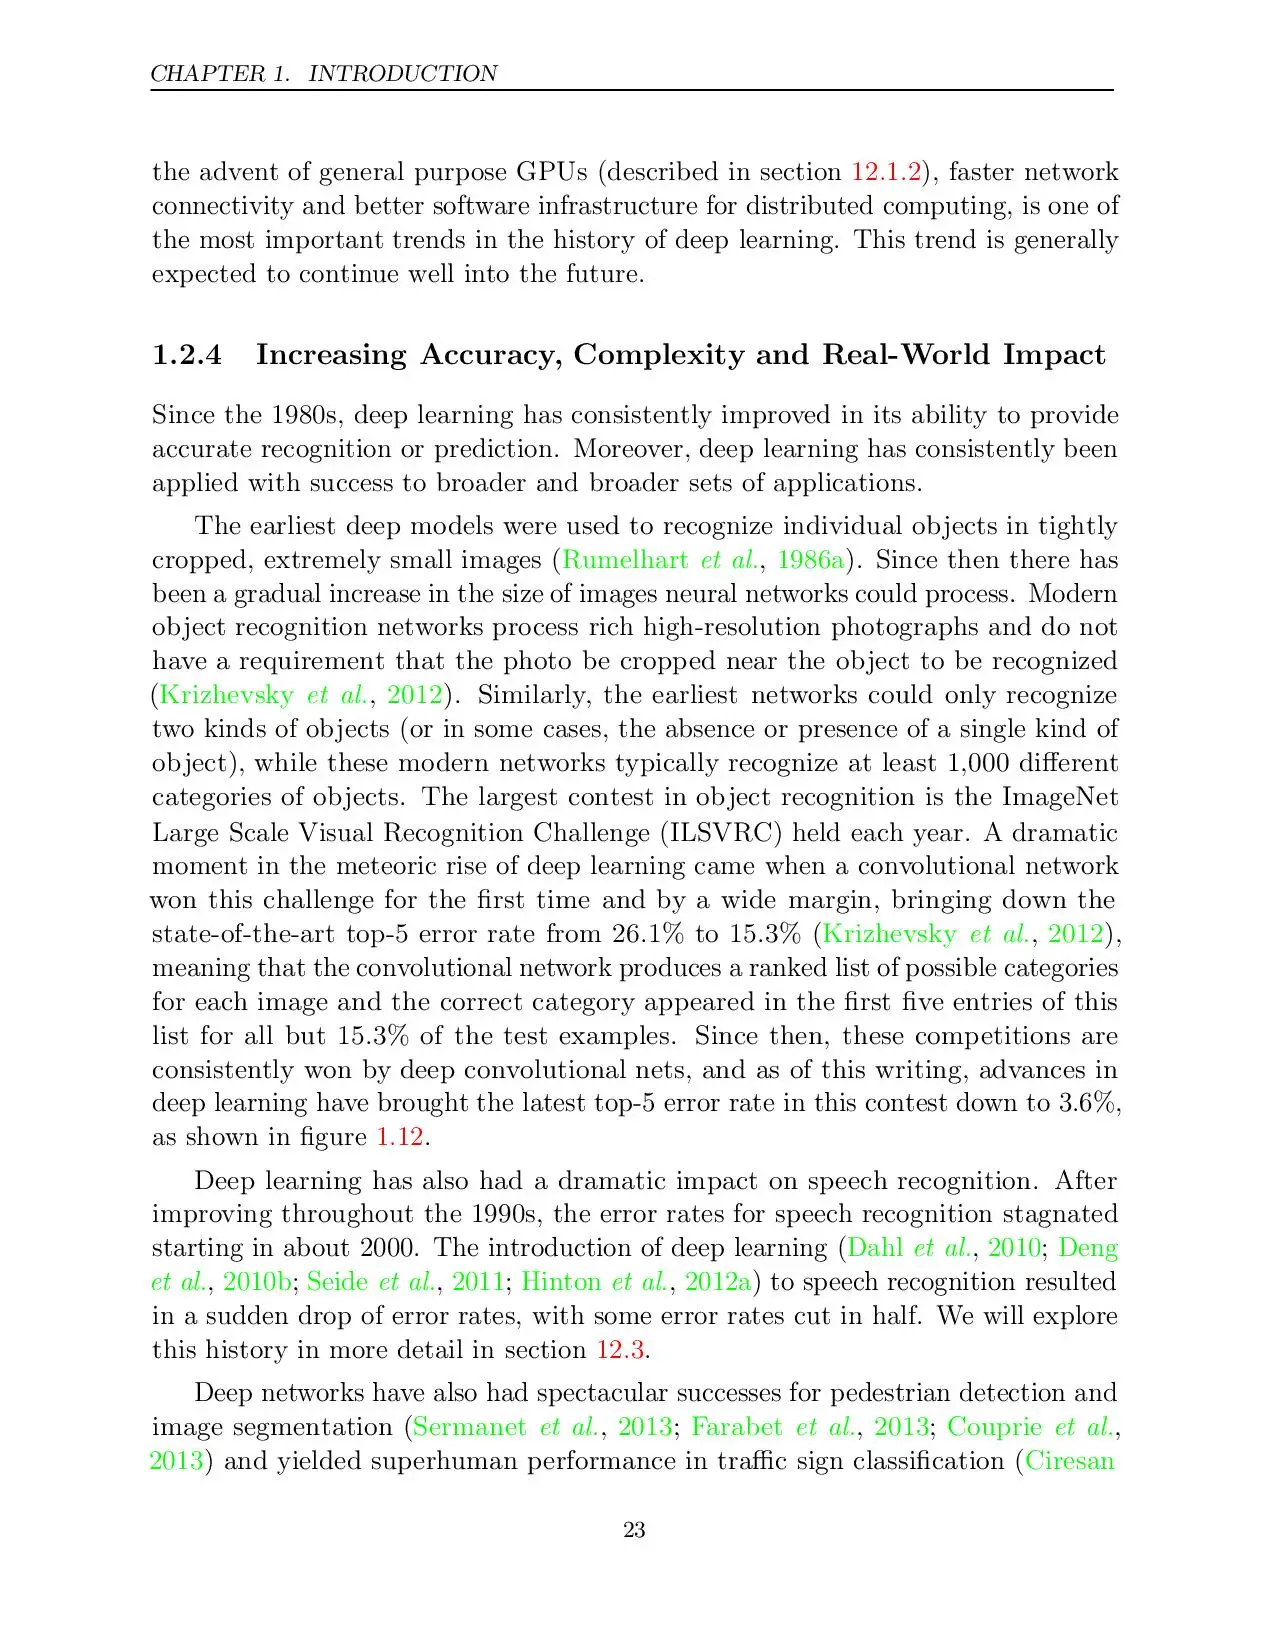 CHAPTER 1. INTRODUCTION
the advent of general purpose GPUs (described in section 12.1.2), faster network
connectivity and better software infrastructure for distributed computing, is one of
the most important trends in the history of deep learning. This trend is generally
expected to continue well into the future.
1.2.4 Increasing Accuracy, Complexity and Real-World Impact
Since the 1980s, deep learning has consistently improved in its ability to provide
accurate recognition or prediction. Moreover, deep learning has consistently been
applied with success to broader and broader sets of applications.
The earliest deep models were used to recognize individual objects in tightly
cropped, extremely small images (Rumelhart et al., 1986a). Since then there has
been a gradual increase in the size of images neural networks could process. Modern
object recognition networks process rich high-resolution photographs and do not
have a requirement that the photo be cropped near the object to be recognized
(Krizhevsky et al., 2012). Similarly, the earliest networks could only recognize
two kinds of objects (or in some cases, the absence or presence of a single kind of
object), while these modern networks typically recognize at least 1,000 different
categories of objects. The largest contest in object recognition is the ImageNet
Large Scale Visual Recognition Challenge (ILSVRC) held each year. A dramatic
moment in the meteoric rise of deep learning came when a convolutional network
won this challenge for the first time and by a wide margin, bringing down the
state-of-the-art top-5 error rate from 26.1% to 15.3% (Krizhevsky et al., 2012),
meaning that the convolutional network produces a ranked list of possible categories
for each image and the correct category appeared in the first five entries of this
list for all but 15.3% of the test examples. Since then, these competitions are
consistently won by deep convolutional nets, and as of this writing, advances in
deep learning have brought the latest top-5 error rate in this contest down to 3.6%,
as shown in figure 1.12.
Deep learning has also had a dramatic impact on speech recognition. After
improving throughout the 1990s, the error rates for speech recognition stagnated
starting in about 2000. The introduction of deep learning (Dahl et al., 2010; Deng
et al., 2010b; Seide et al., 2011; Hinton et al., 2012a) to speech recognition resulted
in a sudden drop of error rates, with some error rates cut in half. We will explore
this history in more detail in section 12.3.
Deep networks have also had spectacular successes for pedestrian detection and
image segmentation (Sermanet et al., 2013; Farabet et al., 2013; Couprie et al.,
2013) and yielded superhuman performance in traffic sign classification (Ciresan
23